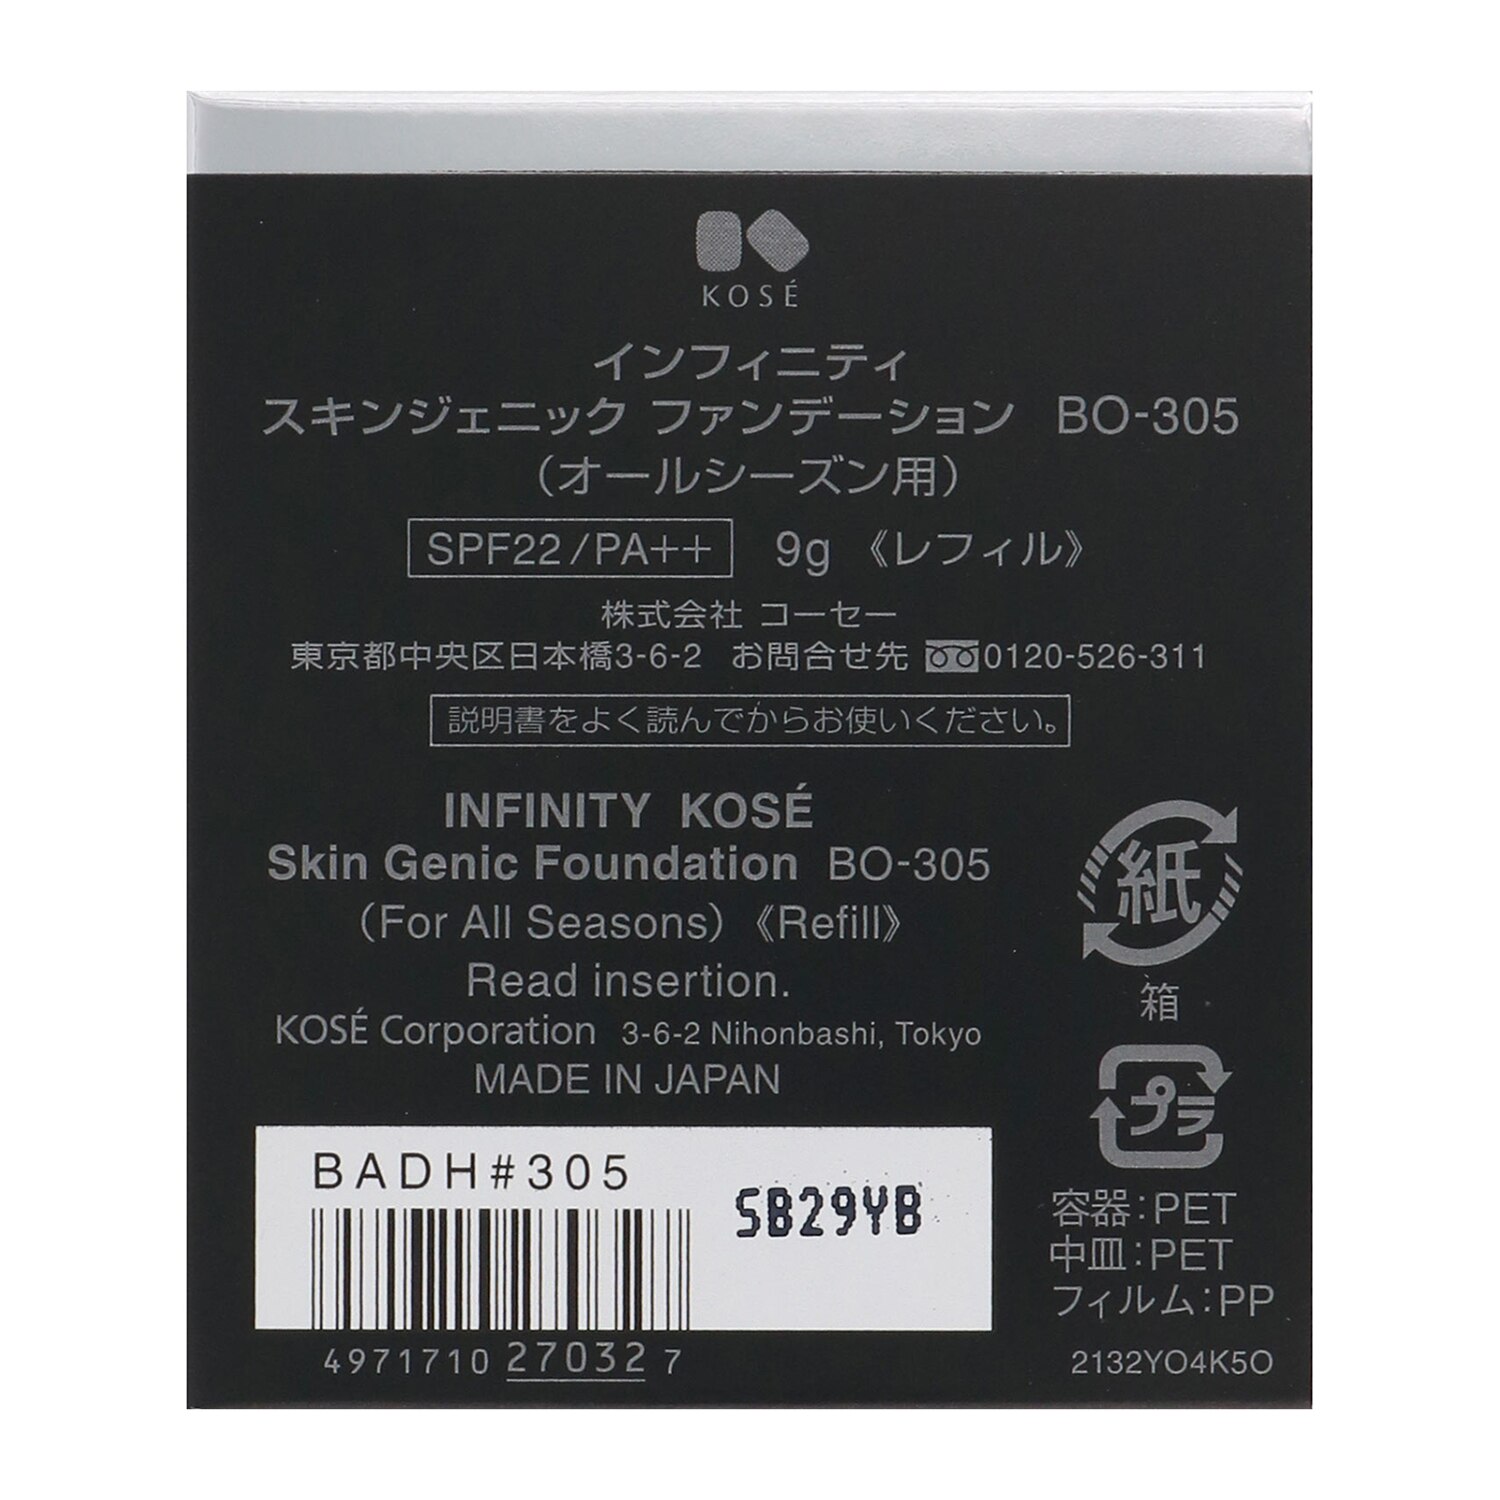 KOSÉ
インフィニティ
スキンジェニック ファンデーション BO-305
(オールシーズン用)
SPF22/PA++ 9g 《レフィル》
株式会社 コーセー
東京都中央区日本橋3-6-2 お問合せ先 0120-526-311
説明書をよく読んでからお使いください。
INFINITY KOSÉ
Skin Genic Foundation BO-305
(For All Seasons)《Refill》
Read insertion.
KOSÉ Corporation 3-6-2 Nihonbashi, Tokyo
MADE IN JAPAN
紙
箱
プラ
容器:PET
中皿:PET
フィルム:PP
2132YO4K5O
BADH#305
SB29YB
4971710 27032 7